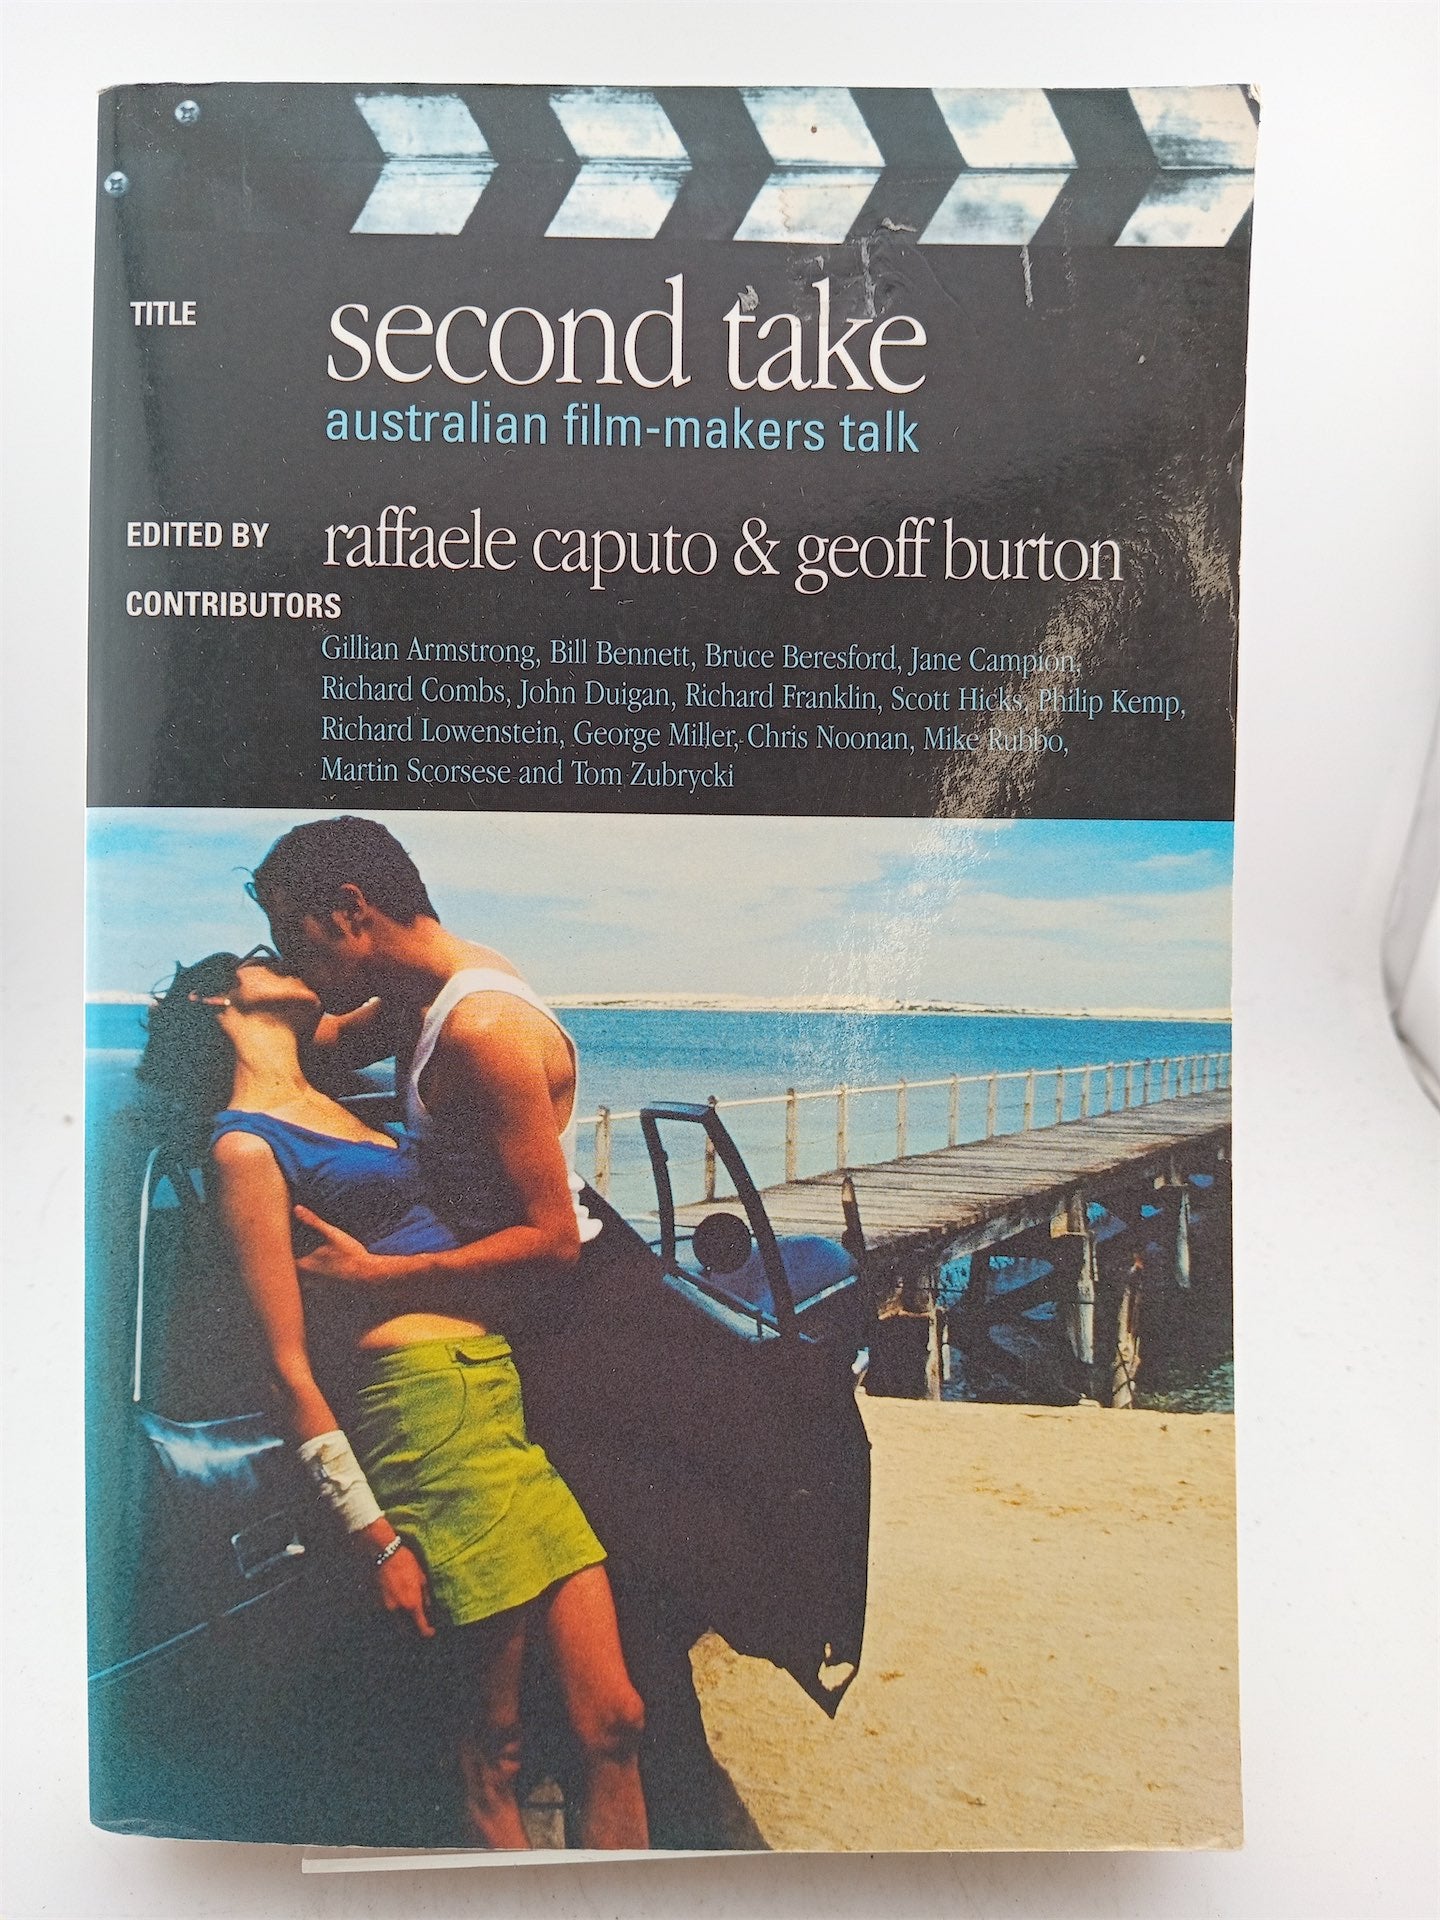 TITLE second take
australian film-makers talk
EDITED BY raffaele caputo & geoff burton
CONTRIBUTORS
Gillian Armstrong, Bill Bennett, Bruce Beresford, Jane Campion,
Richard Combs, John Duigan, Richard Franklin, Scott Hicks, Philip Kemp,
Richard Lowenstein, George Miller, Chris Noonan, Mike Rubbo,
Martin Scorsese and Tom Zubrycki